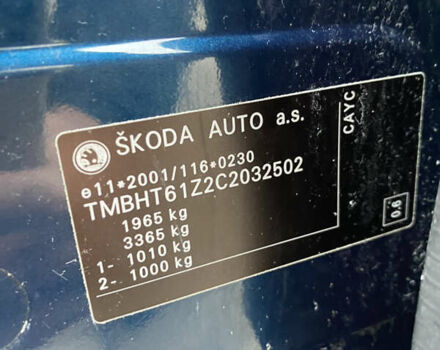 ŠKODA AUTO a.s.
e11*2001/116*0230
TMBHT61Z2C2032502
1965 kg
3365 kg
1- 1010 kg
2- 1000 kg
CAYC
0.6